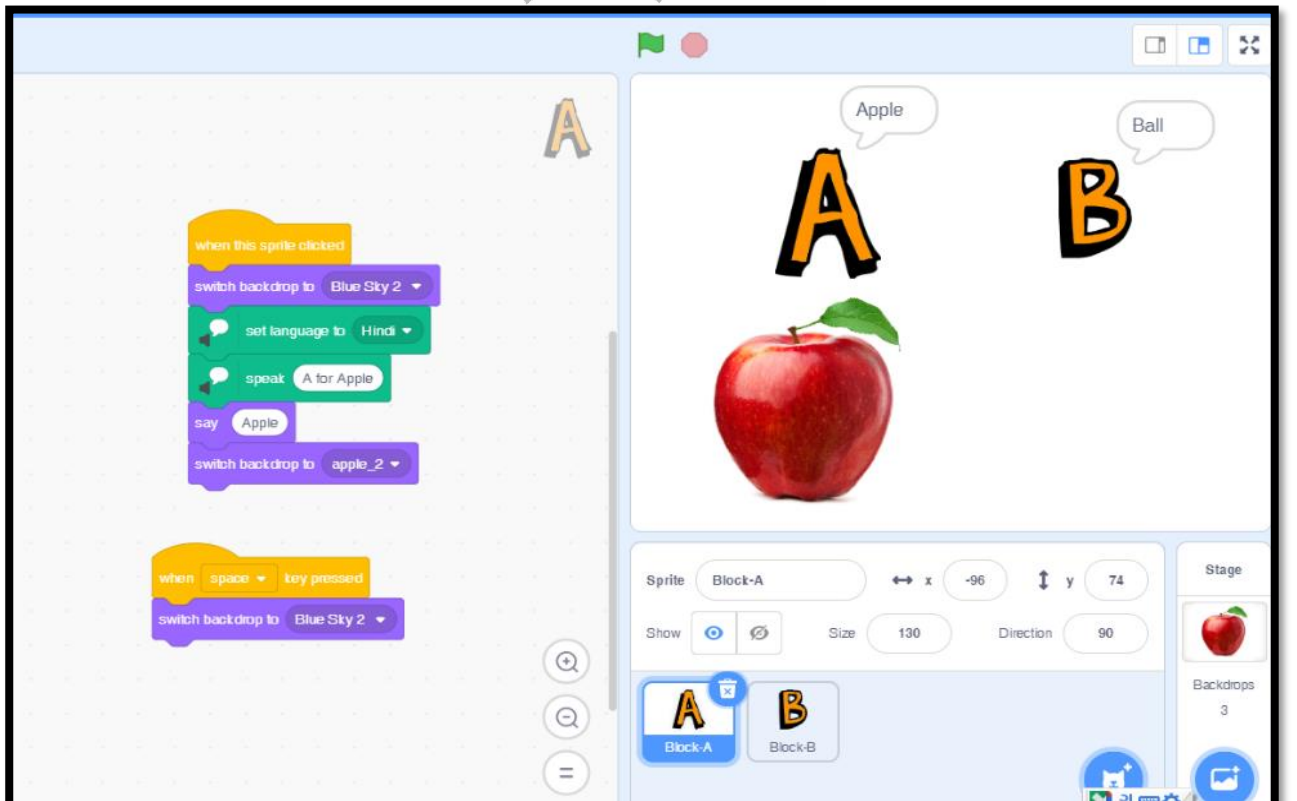 Apple
Ball
when this sprite clicked
switch backdrop to Blue Sky 2
set language to Hindi
speak A for Apple
say Apple
switch backdrop to apple_2
when space key pressed
switch backdrop to Blue Sky 2
A
A B
Sprite Block-A x -96 y 74
Show Size 130 Direction 90
Stage
Backdrops
3
A B
Block-A Block-B